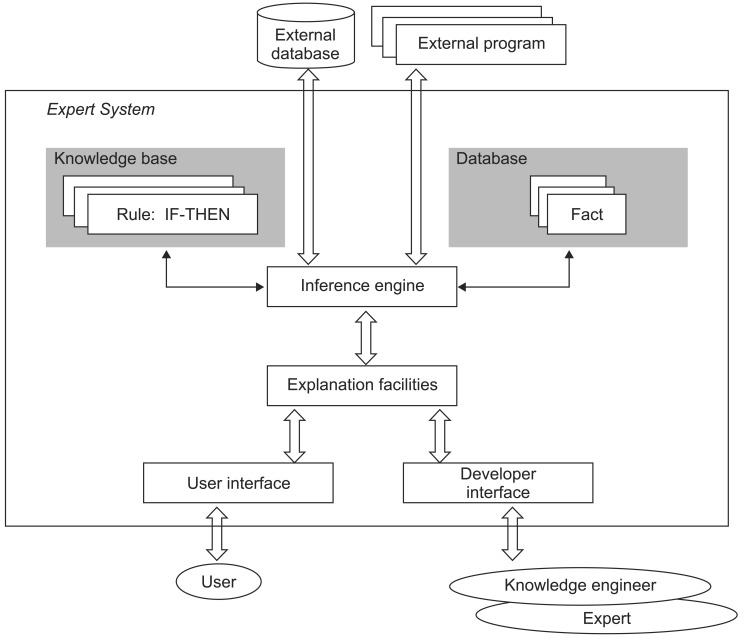 External
database
External program
Expert System
Knowledge base
Rule: IF-THEN
Database
Fact
Inference engine
Explanation facilities
User interface
Developer
interface
User
Knowledge engineer
Expert